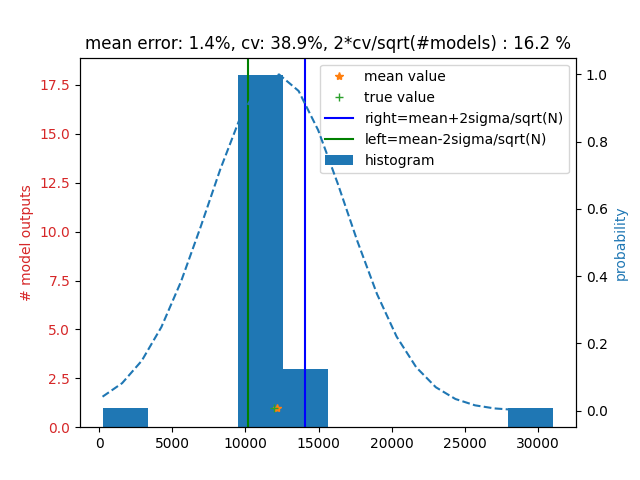 mean error: 1.4%, cv: 38.9%, 2*cv/sqrt(#models) : 16.2 %
mean value
true value
right=mean+2sigma/sqrt(N)
left=mean-2sigma/sqrt(N)
histogram
# model outputs
17.5
15.0
12.5
10.0
7.5
5.0
2.5
0.0
0
5000
10000
15000
20000
25000
30000
1.0
0.8
0.6
0.4
0.2
0.0
probability